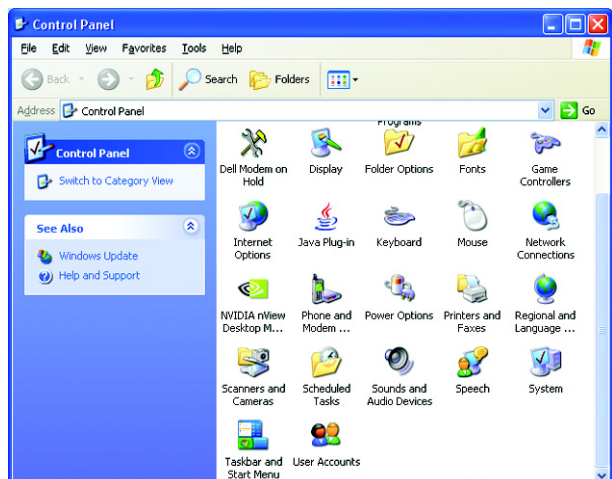 Control Panel
File Edit View Favorites Tools Help
Back Search Folders
Address Control Panel Go
Control Panel
Switch to Category View
See Also
Windows Update
Help and Support
Programs
Dell Modem on Hold
Display
Folder Options
Fonts
Game Controllers
Internet Options
Java Plug-in
Keyboard
Mouse
Network Connections
NVIDIA nView Desktop M...
Phone and Modem ...
Power Options
Printers and Faxes
Regional and Language ...
Scanners and Cameras
Scheduled Tasks
Sounds and Audio Devices
Speech
System
Taskbar and Start Menu
User Accounts